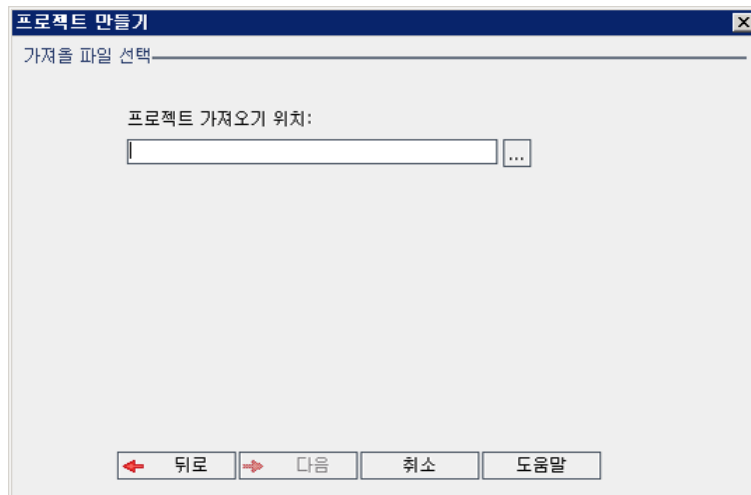 프로젝트 만들기
가져올 파일 선택
프로젝트 가져오기 위치:
...
뒤로 다음 취소 도움말